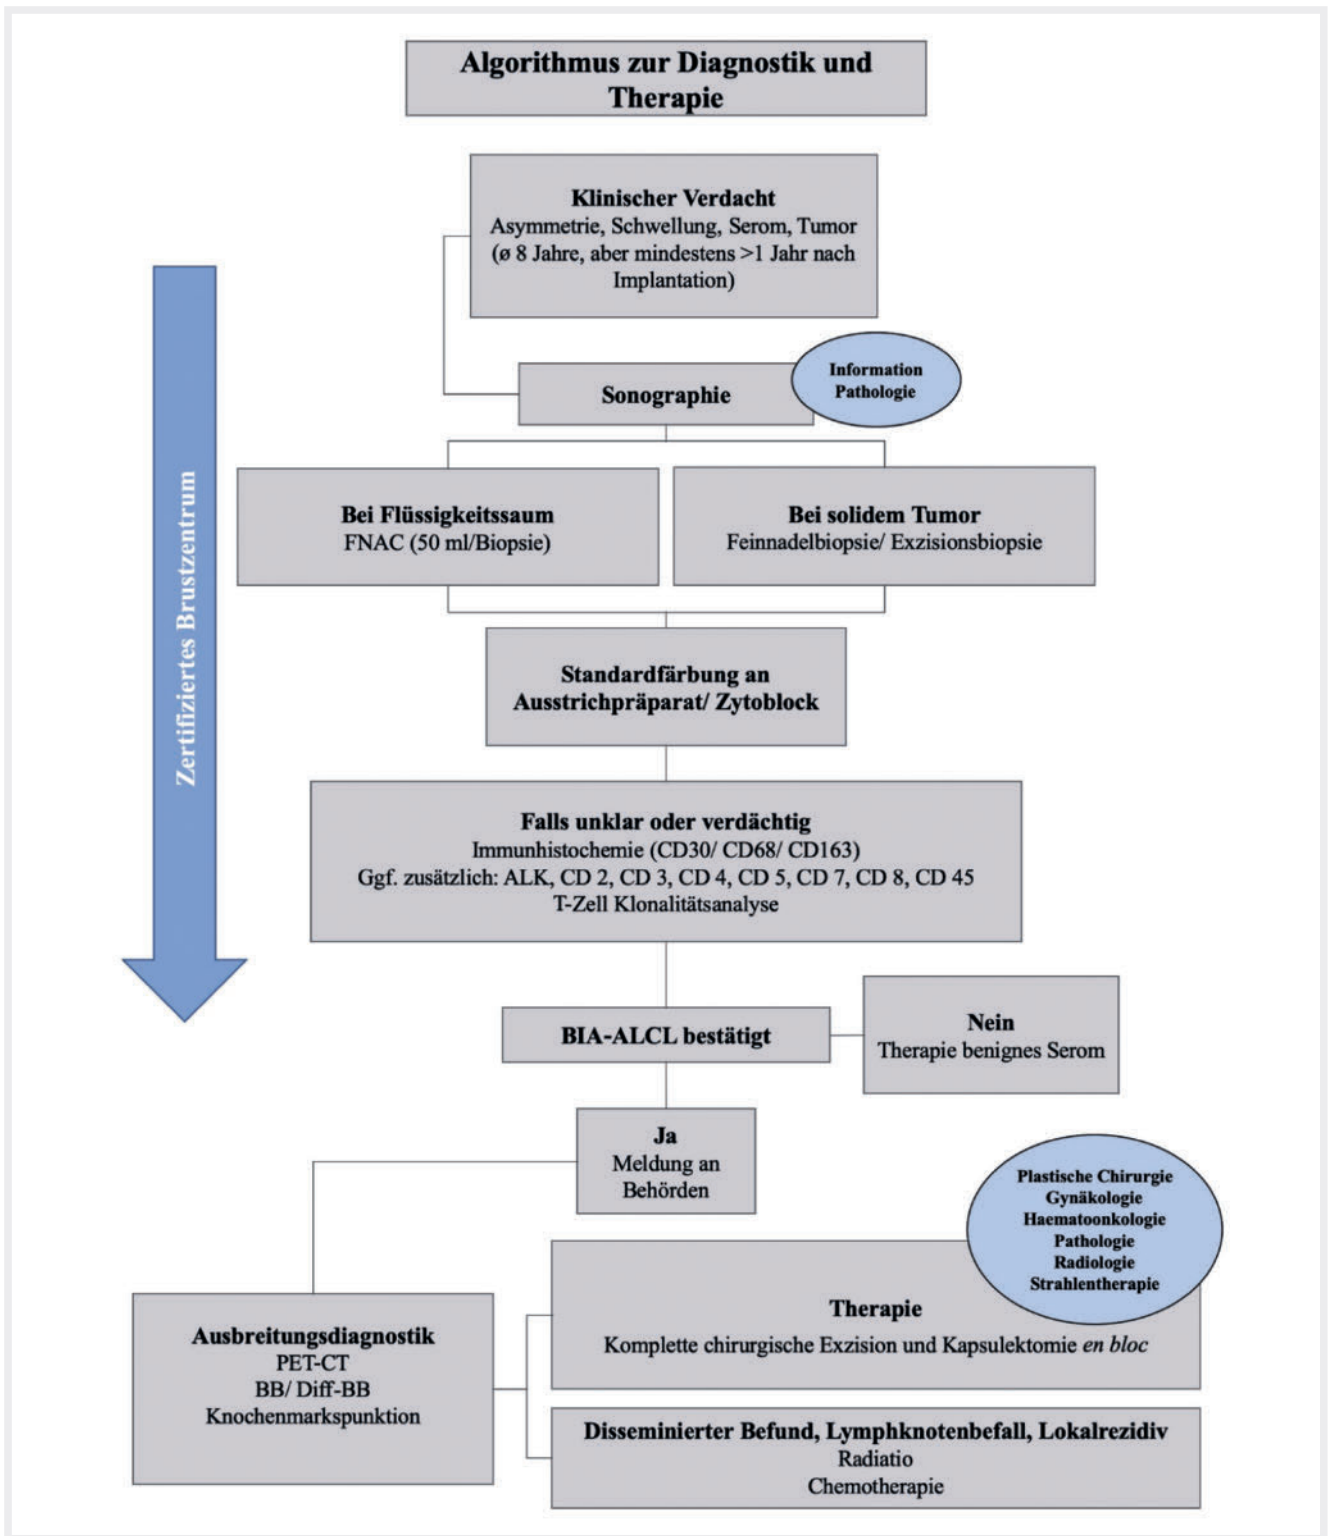 Algorithmus zur Diagnostik und
Therapie
Klinischer Verdacht
Asymmetrie, Schwellung, Serom, Tumor
(ø 8 Jahre, aber mindestens >1 Jahr nach
Implantation)
Information
Pathologie
Sonographie
Zertifiziertes Brustzentrum
Bei Flüssigkeitssaum
FNAC (50 ml/Biopsie)
Bei solidem Tumor
Feinnadelbiopsie/ Exzisionsbiopsie
Standardfärbung an
Ausstrichpräparat/ Zytoblock
Falls unklar oder verdächtig
Immunhistochemie (CD30/ CD68/ CD163)
Ggf. zusätzlich: ALK, CD 2, CD 3, CD 4, CD 5, CD 7, CD 8, CD 45
T-Zell Klonalitätsanalyse
BIA-ALCL bestätigt
Nein
Therapie benignes Serom
Ja
Meldung an
Behörden
Plastische Chirurgie
Gynäkologie
Haematoonkologie
Pathologie
Radiologie
Strahlentherapie
Ausbreitungsdiagnostik
PET-CT
BB/ Diff-BB
Knochenmarkspunktion
Therapie
Komplette chirurgische Exzision und Kapsulektomie en bloc
Disseminierter Befund, Lymphknotenbefall, Lokalrezidiv
Radiatio
Chemotherapie